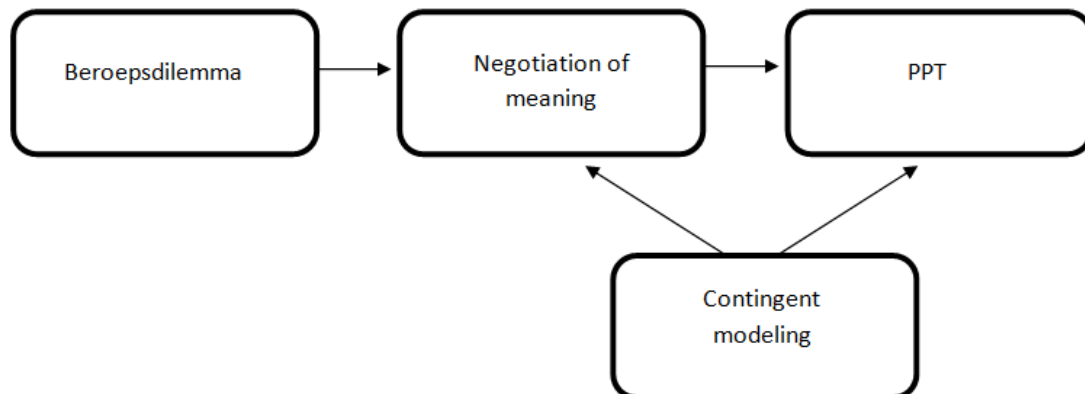 Beroepsdilemma
Negotiation of
meaning
PPT
Contingent
modeling